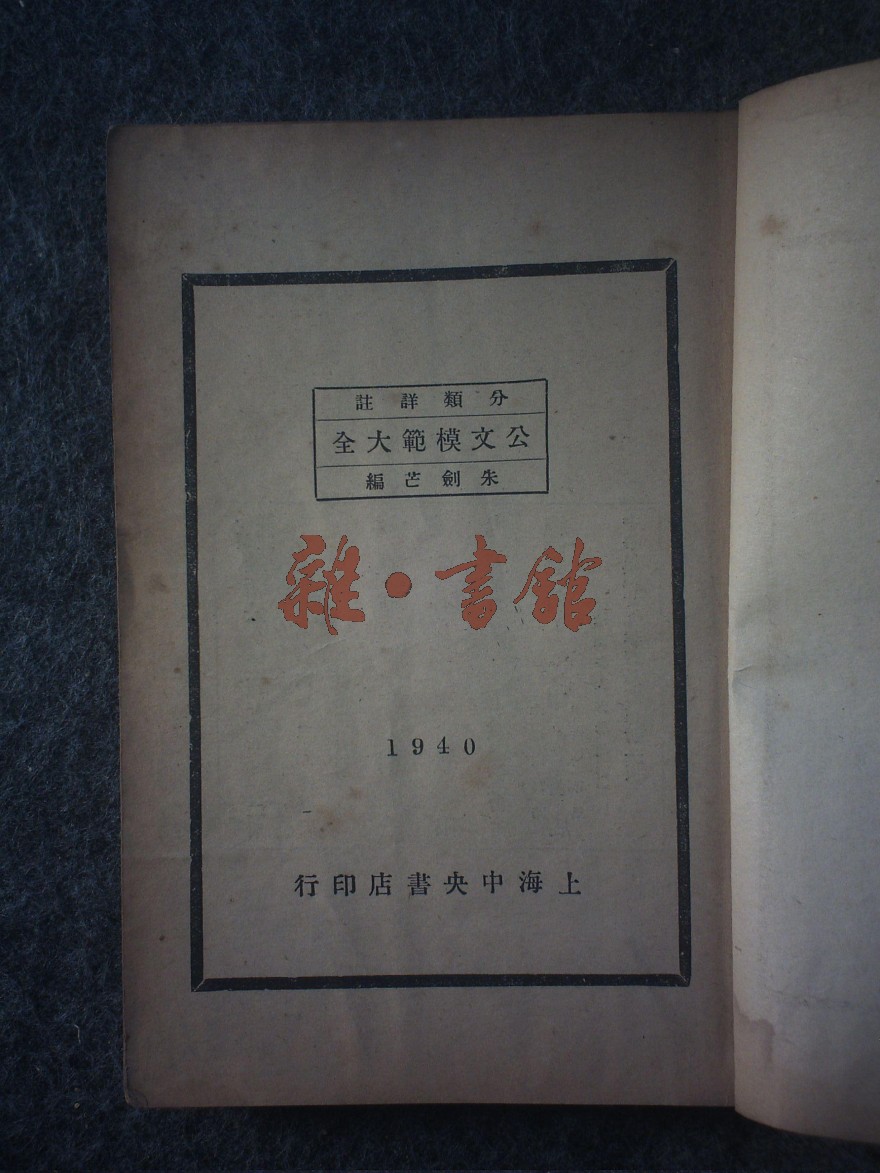 分類詳註
公文模範大全
朱劍芒編
雜·書館
1940
上海中央書店印行